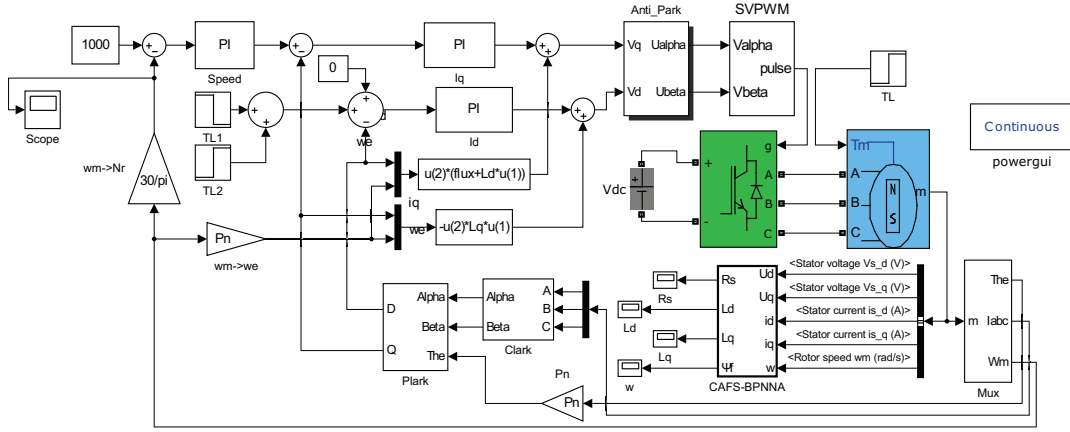 Anti_Park
SVPWM
1000
PI
Speed
PI
Iq
Vq
Ualpha
Vd
Ubeta
Valpha
pulse
Vbeta
TL
0
PI
Id
d
we
TL1
TL2
Scope
wm->Nr
30/pi
u(2)*(flux+Ld*u(1))
iq
-u(2)*Lq*u(1)
we
Pn
wm->we
Vdc
+
-
g
A
B
C
Tm
A
B
C
N
S
m
Continuous
powergui
<Stator voltage Vs_d (V)>
<Stator voltage Vs_q (V)>
<Stator current is_d (A)>
<Stator current is_q (A)>
<Rotor speed wm (rad/s)>
Rs
Ld
Lq
w
Ud
Uq
id
iq
w
Rs
Ld
Lq
Ψf
CAFS-BPNNA
m
The
Iabc
Wm
Mux
D
Q
Alpha
Beta
The
Plark
Alpha
Beta
A
B
C
Clark
Pn
Pn